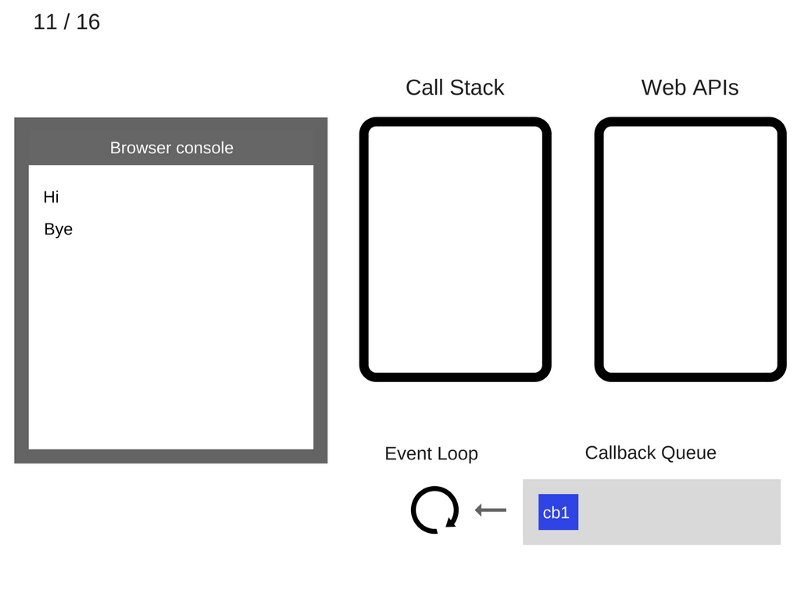 11 / 16
Call Stack
Web APIs
Browser console
Hi
Bye
Event Loop
Callback Queue
cb1